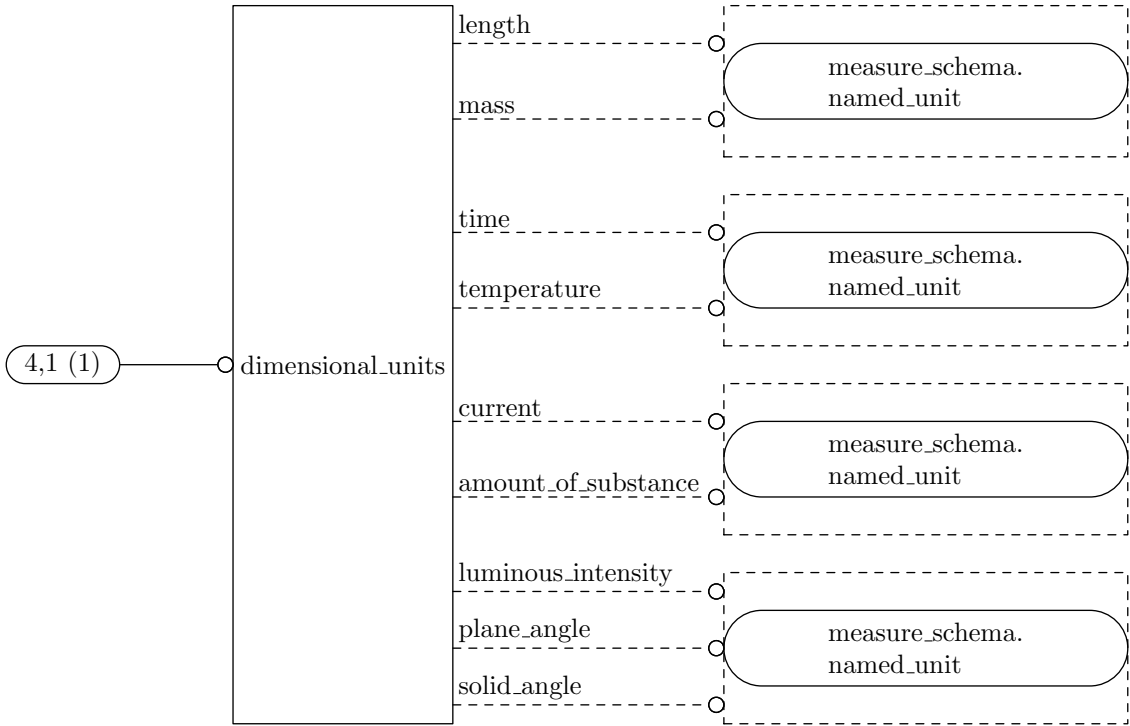 length
measure_schema.
named_unit
mass
time
measure_schema.
named_unit
temperature
4,1 (1)
dimensional_units
current
measure_schema.
named_unit
amount_of_substance
luminous_intensity
plane_angle
measure_schema.
named_unit
solid_angle